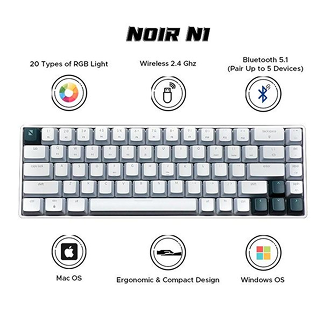 NOIR N1
20 Types of RGB Light
Wireless 2.4 Ghz
Bluetooth 5.1
(Pair Up to 5 Devices)
Mac OS
Ergonomic & Compact Design
Windows OS